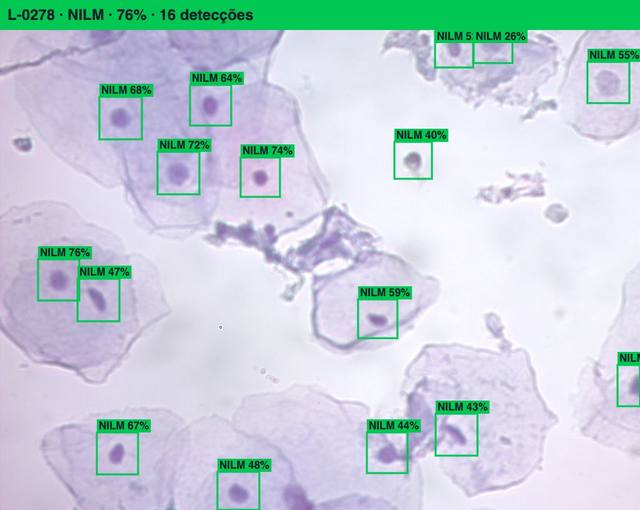 L-0278 · NILM · 76% · 16 detecções
NILM 5
NILM 26%
NILM 55%
NILM 64%
NILM 68%
NILM 40%
NILM 72%
NILM 74%
NILM 76%
NILM 47%
NILM 59%
NILM 43%
NILM 67%
NILM 44%
NILM 48%